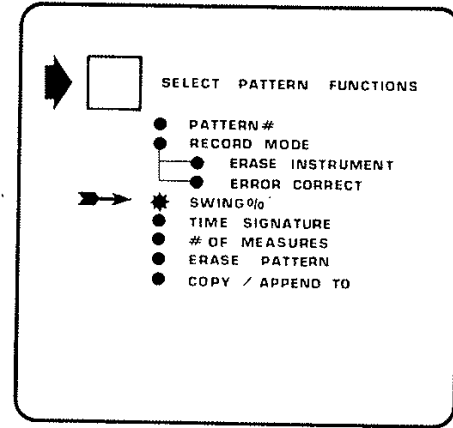 SELECT PATTERN FUNCTIONS
PATTERN#
RECORD MODE
ERASE INSTRUMENT
ERROR CORRECT
SWING%
TIME SIGNATURE
# OF MEASURES
ERASE PATTERN
COPY / APPEND TO